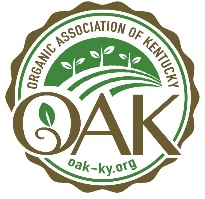 ORGANIC ASSOCIATION OF KENTUCKY
OAK
oak-ky.org